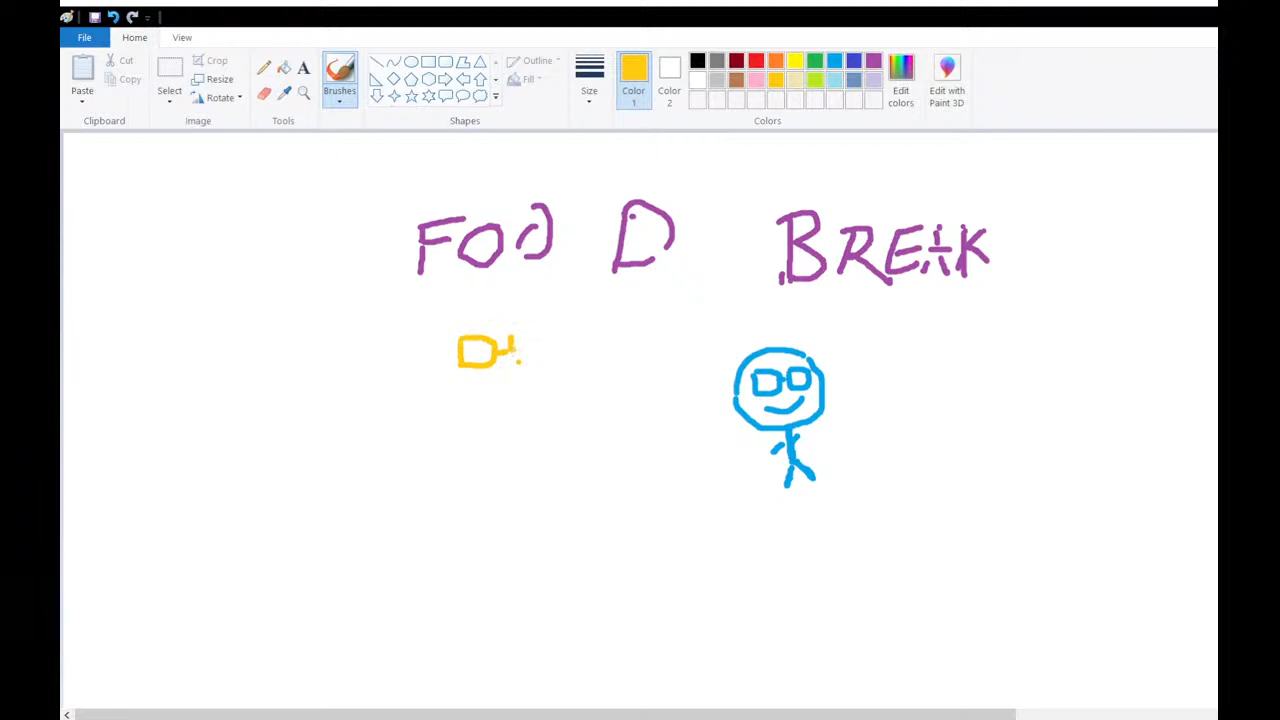 File Home View
Cut
Copy
Paste
Clipboard
Select
Crop
Resize
Rotate
Image
A
Tools
Brushes
Outline
Fill
Shapes
Size
Color 1
Color 2
Edit colors
Colors
Edit with Paint 3D
FOO D BREAK